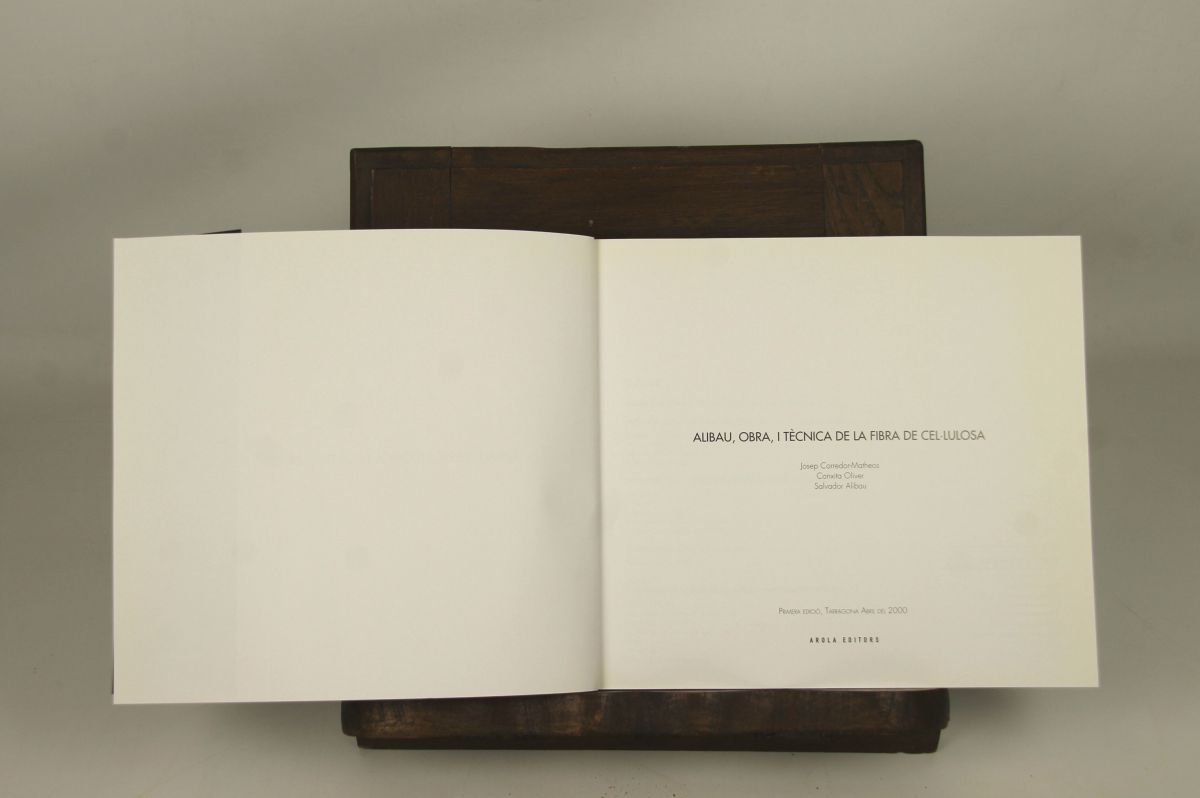 ALIBAU, OBRA, I TÈCNICA DE LA FIBRA DE CEL·LULOSA
Josep Corredor-Matheos
Conxita Oliver
Salvador Alibau
PRIMERA EDICIÓ, TARRAGONA ABRIL DEL 2000
AROLA EDITORS